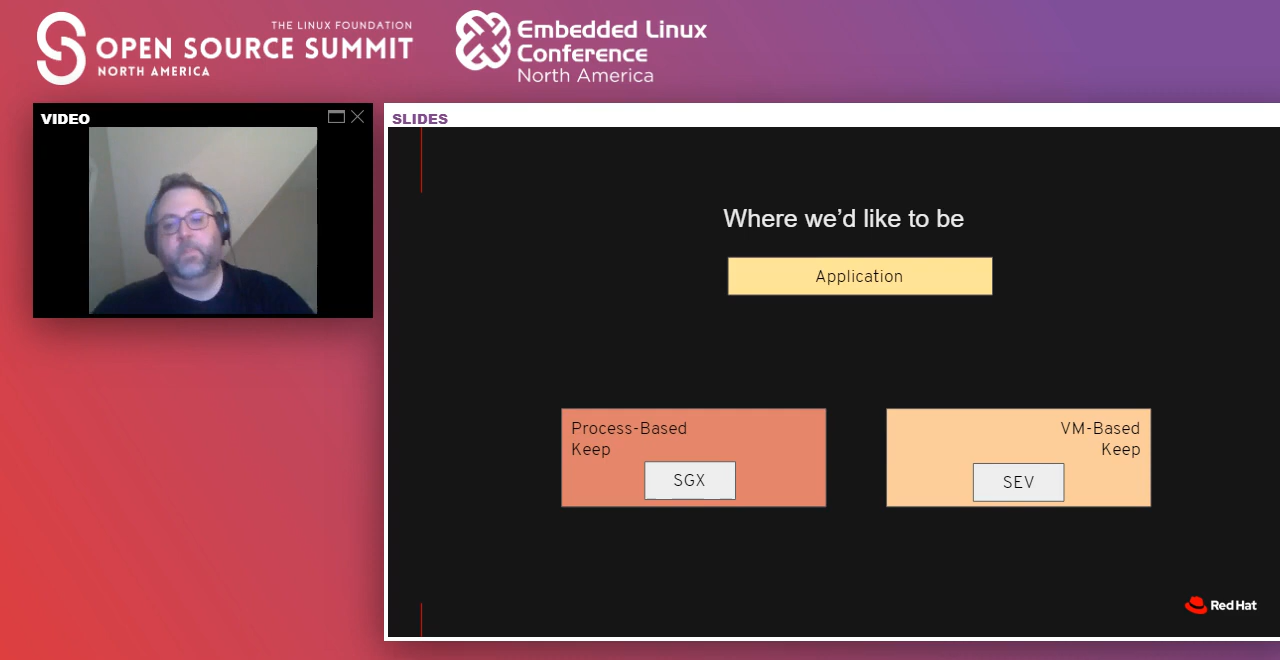 THE LINUX FOUNDATION
OPEN SOURCE SUMMIT
NORTH AMERICA
Embedded Linux
Conference
North America
VIDEO
SLIDES
Where we’d like to be
Application
Process-Based
Keep
SGX
VM-Based
Keep
SEV
Red Hat